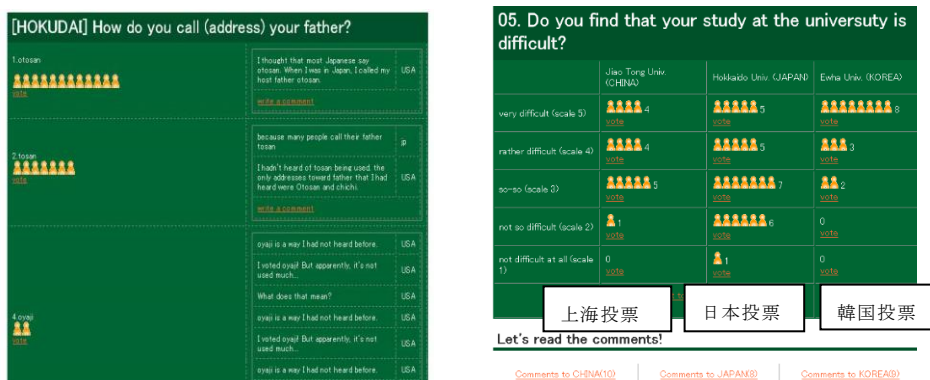 [HOKUDAI] How do you call (address) your father?
1.otosan
vote
I thought that most Japanese say
otosan. When I was in Japan, I called my
host father otosan.
USA
write a comment
2.tosan
vote
because many people call their father
tosan
jp
I hadn't heard of tosan being used. the
only addresses toward father that I had
heard were Otosan and chichi.
USA
write a comment
4.oyaji
vote
oyaji is a way I had not heard before.
USA
I voted oyaji! But apparently, it's not
used much...
USA
What does that mean?
USA
oyaji is a way I had not heard before.
USA
I voted oyaji! But apparently, it's not
used much...
USA
oyaji is a way I had not heard before.
USA
05. Do you find that your study at the universuty is
difficult?
Jiao Tong Univ.
(CHINA)
Hokkaido Univ. (JAPAN)
Ewha Univ. (KOREA)
very difficult (scale 5)
4
vote
5
vote
8
vote
rather difficult (scale 4)
4
vote
5
vote
3
vote
so-so (scale 3)
5
vote
7
vote
2
vote
not so difficult (scale 2)
1
vote
6
vote
0
vote
not difficult at all (scale
1)
0
vote
1
vote
0
vote
上海投票
日本投票
韓国投票
Let's read the comments!
Comments to CHINA(10)
Comments to JAPAN(8)
Comments to KOREA(9)